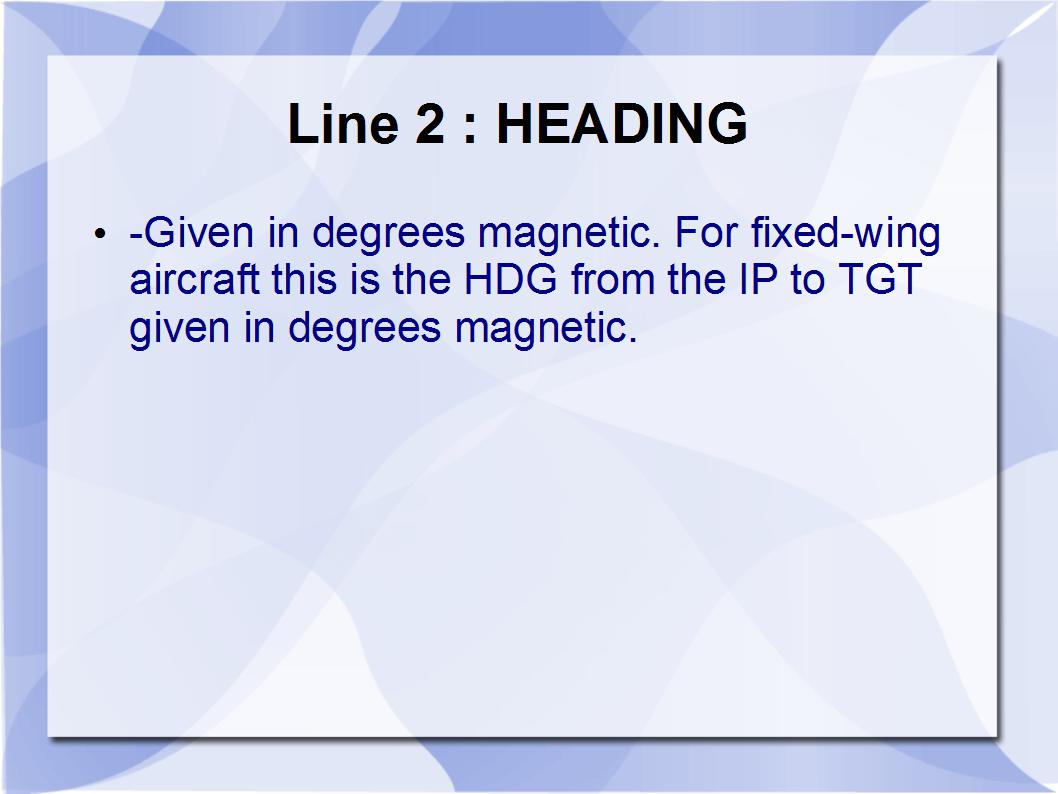 Line 2 : HEADING
• -Given in degrees magnetic. For fixed-wing
aircraft this is the HDG from the IP to TGT
given in degrees magnetic.